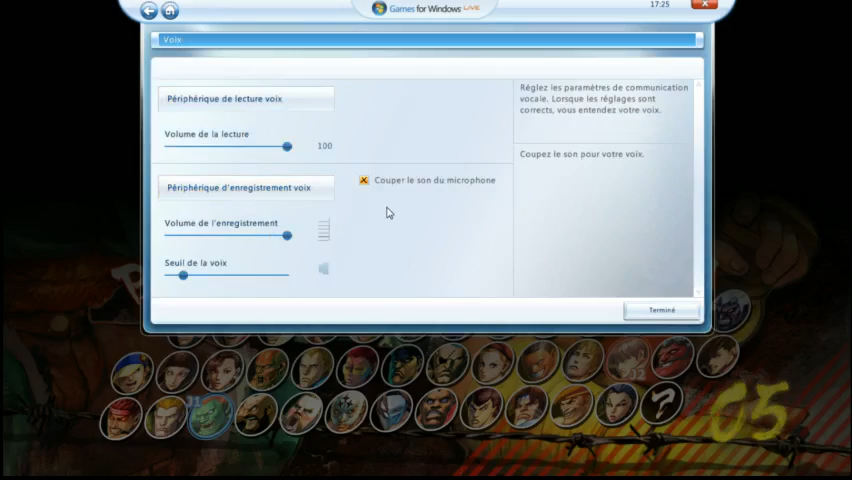 Games for Windows LIVE
17:25
Voix
Périphérique de lecture voix
Volume de la lecture
100
Périphérique d'enregistrement voix
Couper le son du microphone
Volume de l'enregistrement
Seuil de la voix
Réglez les paramètres de communication
vocale. Lorsque les réglages sont
corrects, vous entendez votre voix.
Coupez le son pour votre voix.
Terminé
?
05